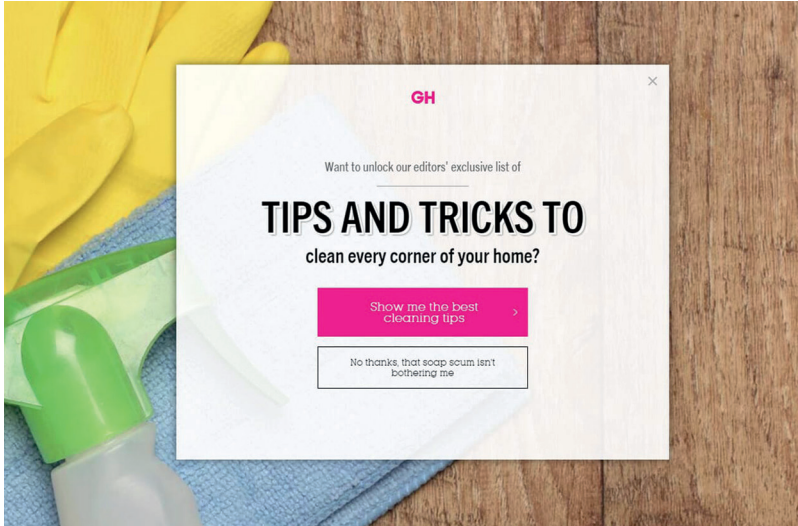 GH
Want to unlock our editors' exclusive list of
TIPS AND TRICKS TO
clean every corner of your home?
Show me the best
cleaning tips
No thanks, that soap scum isn't
bothering me